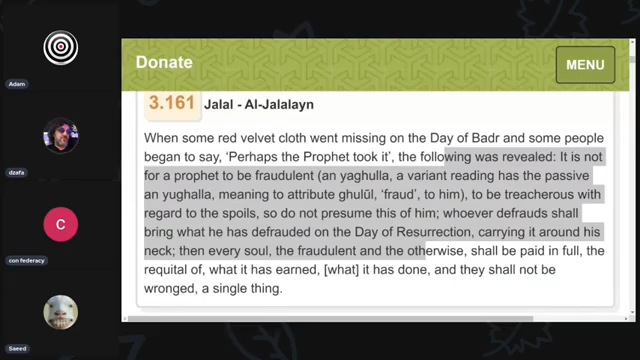 Donate
MENU
3.161 Jalal - Al-Jalalayn
When some red velvet cloth went missing on the Day of Badr and some people
began to say, ‘Perhaps the Prophet took it’, the following was revealed: It is not
for a prophet to be fraudulent (an yaghulla, a variant reading has the passive
an yughalla, meaning to attribute ghulūl, ‘fraud’, to him), to be treacherous with
regard to the spoils, so do not presume this of him; whoever defrauds shall
bring what he has defrauded on the Day of Resurrection, carrying it around his
neck; then every soul, the fraudulent and the otherwise, shall be paid in full, the
requital of, what it has earned, [what] it has done, and they shall not be
wronged, a single thing.
Adam
dzafa
C
con federacy
Saeed